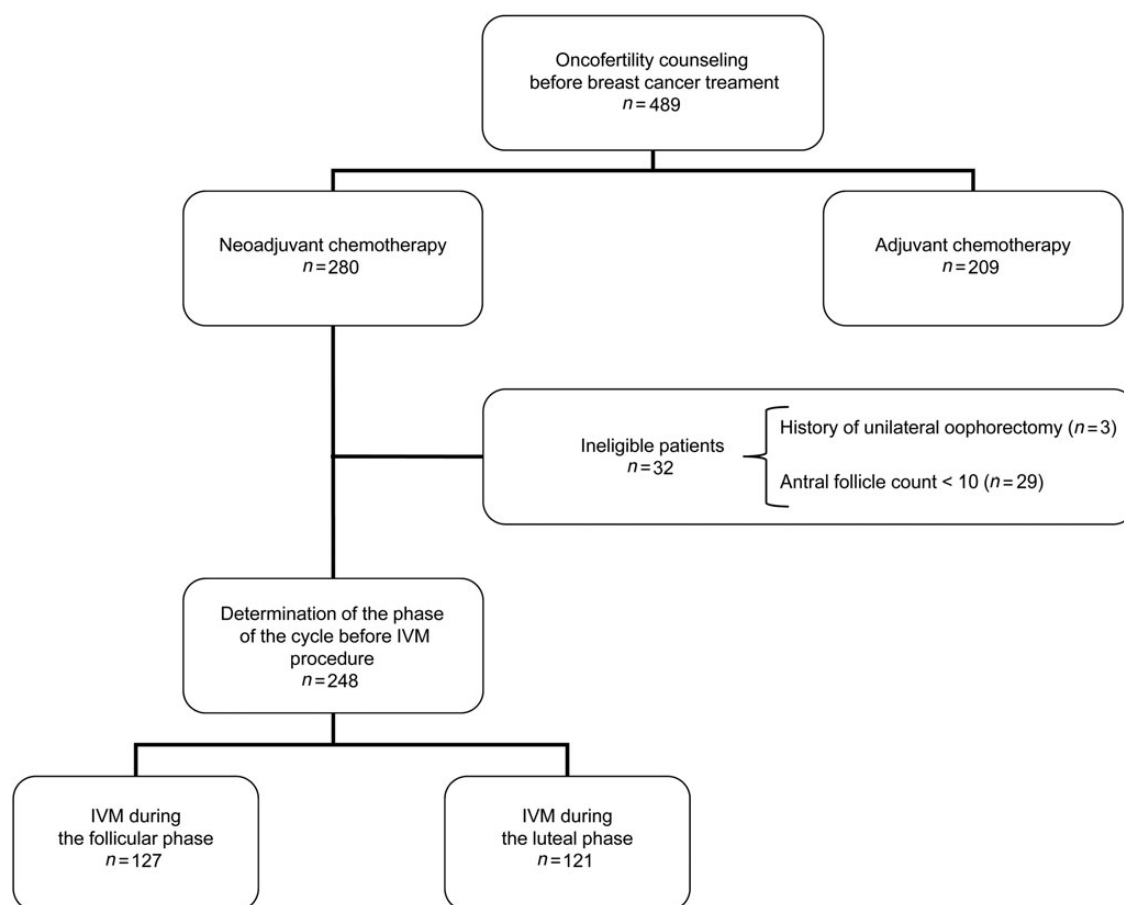 Oncofertility counseling
before breast cancer treament
n=489
Neoadjuvant chemotherapy
n=280
Adjuvant chemotherapy
n=209
Ineligible patients
n=32
History of unilateral oophorectomy (n=3)
Antral follicle count < 10 (n=29)
Determination of the phase
of the cycle before IVM
procedure
n=248
IVM during
the follicular phase
n=127
IVM during
the luteal phase
n=121